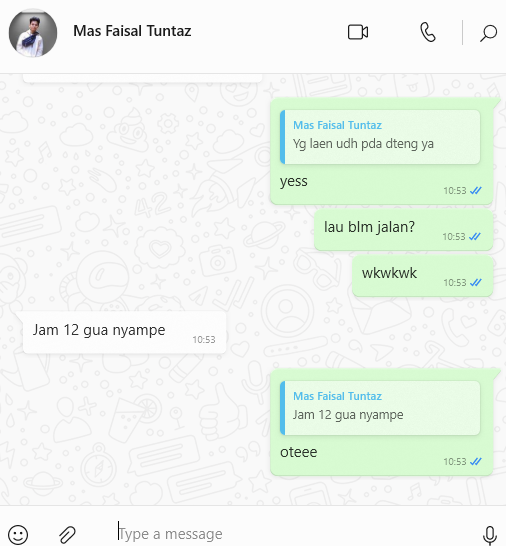 Mas Faisal Tuntaz
Mas Faisal Tuntaz
Yg laen udh pda dteng ya
yess
10:53
lau blm jalan?
10:53
wkwkwk
10:53
Jam 12 gua nyampe
10:53
Mas Faisal Tuntaz
Jam 12 gua nyampe
oteee
10:53
Type a message